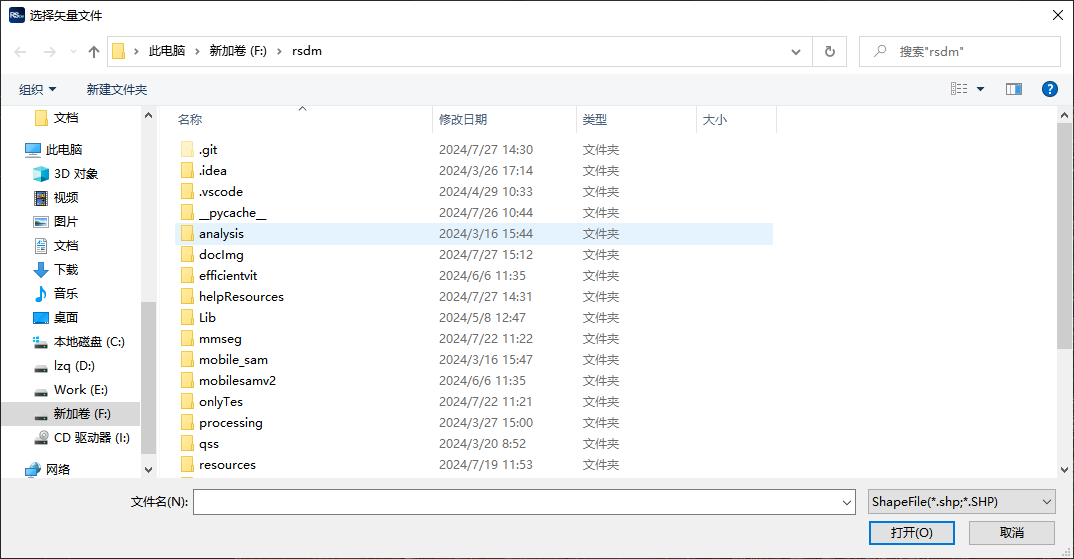 选择矢量文件
此电脑 › 新加卷 (F:) › rsdm
搜索"rsdm"
组织 新建文件夹
文档
此电脑
3D 对象
视频
图片
文档
下载
音乐
桌面
本地磁盘 (C:)
lzq (D:)
Work (E:)
新加卷 (F:)
CD 驱动器 (I:)
网络
名称 修改日期 类型 大小
.git 2024/7/27 14:30 文件夹
.idea 2024/3/26 17:14 文件夹
.vscode 2024/4/29 10:33 文件夹
__pycache__ 2024/7/26 10:44 文件夹
analysis 2024/3/16 15:44 文件夹
docImg 2024/7/27 15:12 文件夹
efficientvit 2024/6/6 11:35 文件夹
helpResources 2024/7/27 14:31 文件夹
Lib 2024/5/8 12:47 文件夹
mmseg 2024/7/22 11:22 文件夹
mobile_sam 2024/3/16 15:47 文件夹
mobilesamv2 2024/6/6 11:35 文件夹
onlyTes 2024/7/22 11:21 文件夹
processing 2024/3/27 15:00 文件夹
qss 2024/3/20 8:52 文件夹
resources 2024/7/19 11:53 文件夹
文件名(N):
ShapeFile(*.shp;*.SHP)
打开(O) 取消